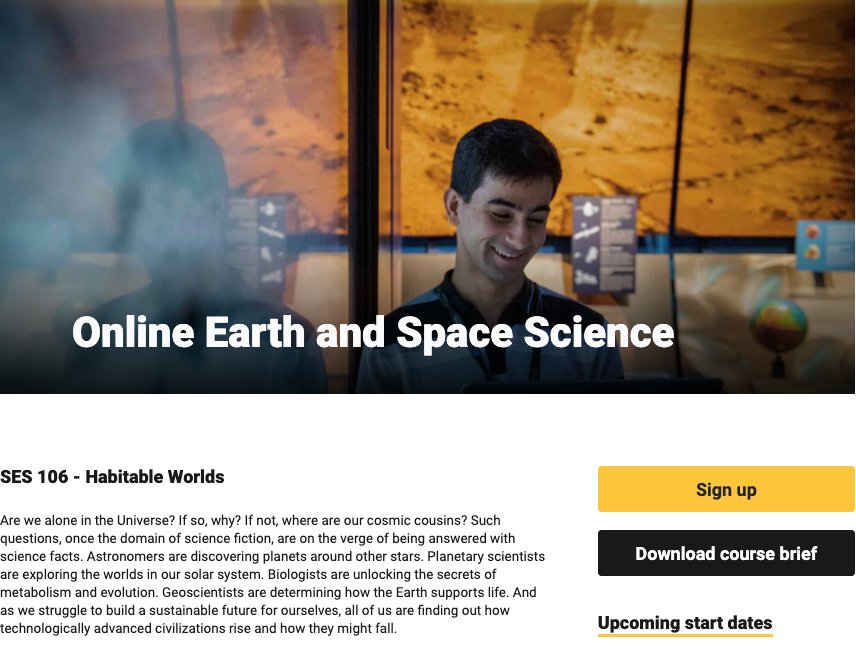 Online Earth and Space Science
SES 106 - Habitable Worlds
Are we alone in the Universe? If so, why? If not, where are our cosmic cousins? Such
questions, once the domain of science fiction, are on the verge of being answered with
science facts. Astronomers are discovering planets around other stars. Planetary scientists
are exploring the worlds in our solar system. Biologists are unlocking the secrets of
metabolism and evolution. Geoscientists are determining how the Earth supports life. And
as we struggle to build a sustainable future for ourselves, all of us are finding out how
technologically advanced civilizations rise and how they might fall.
Sign up
Download course brief
Upcoming start dates